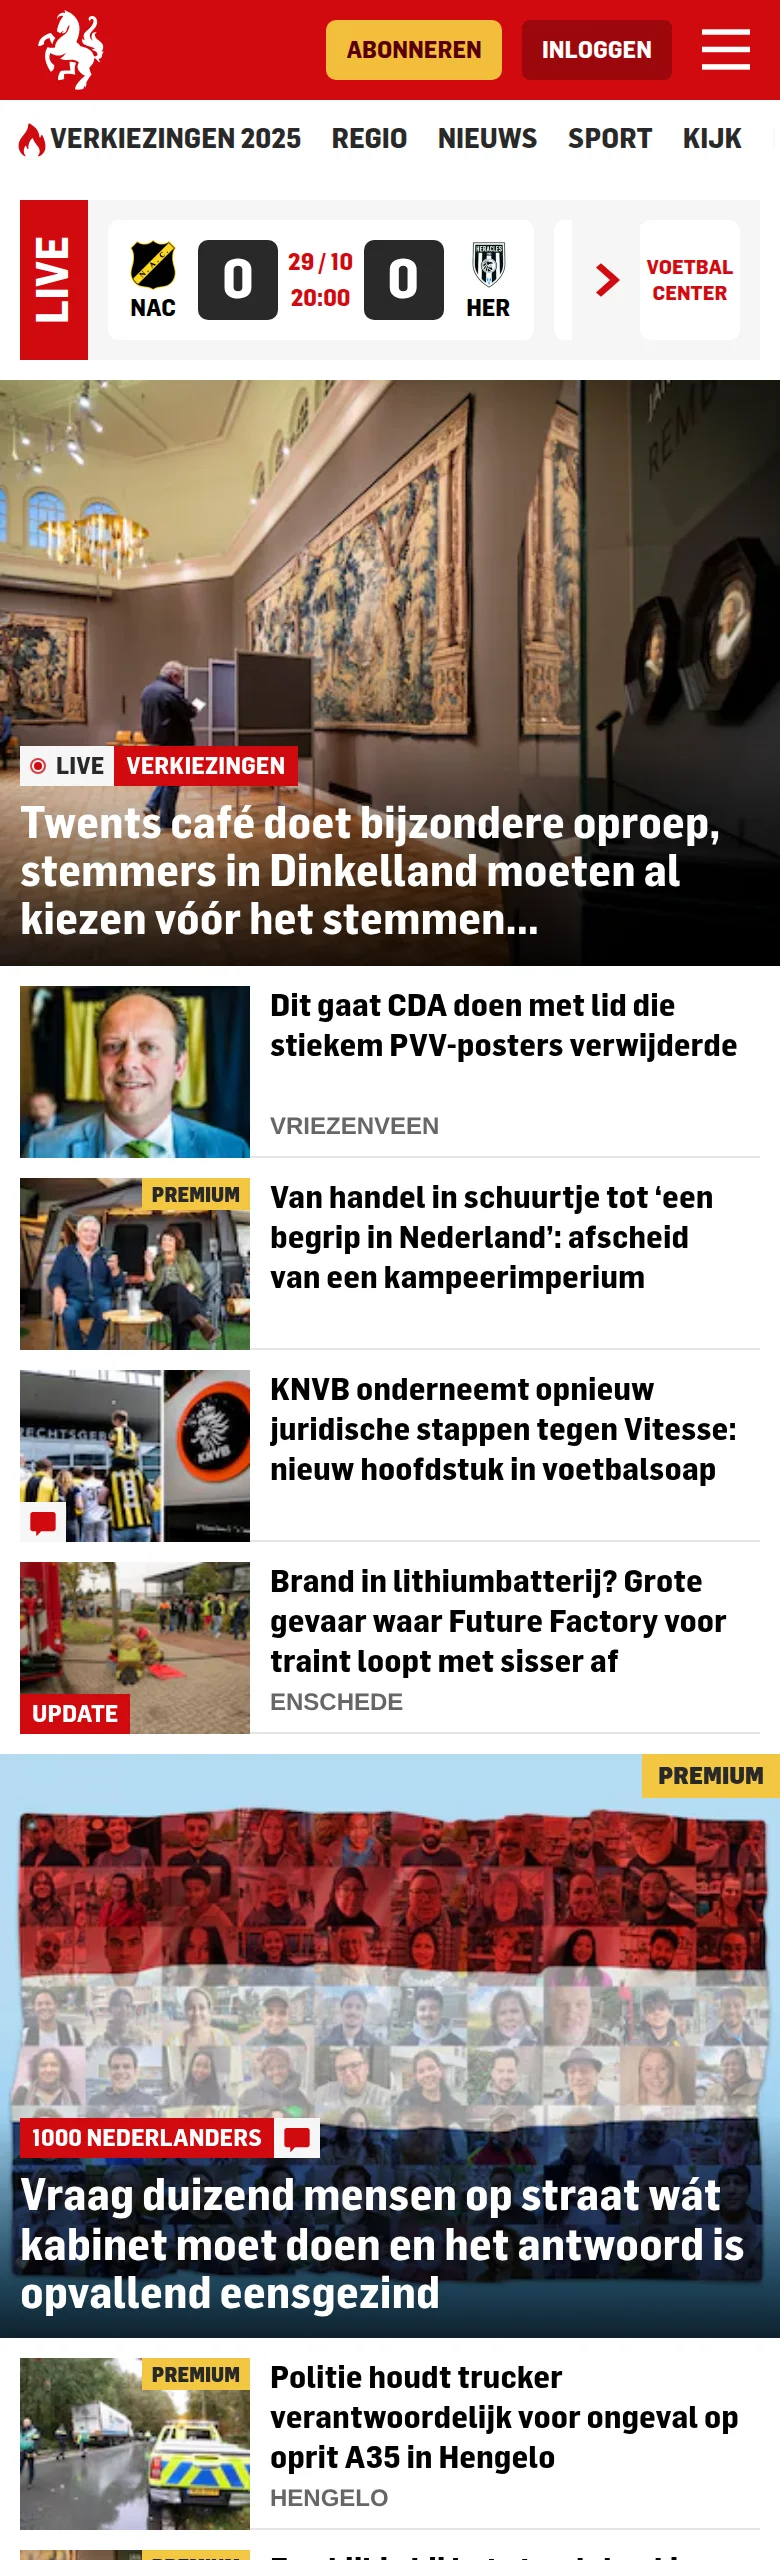 ABONNEREN
INLOGGEN
VERKIEZINGEN 2025 REGIO NIEUWS SPORT KIJK
LIVE
NAC
0
29 / 10
20:00
0
HERACLES
HER
VOETBAL
CENTER
LIVE VERKIEZINGEN
Twents café doet bijzondere oproep,
stemmers in Dinkelland moeten al
kiezen vóór het stemmen...
Dit gaat CDA doen met lid die
stiekem PVV-posters verwijderde
VRIEZENVEEN
PREMIUM
Van handel in schuurtje tot ‘een
begrip in Nederland’: afscheid
van een kampeerimperium
KNVB
KNVB onderneemt opnieuw
juridische stappen tegen Vitesse:
nieuw hoofdstuk in voetbalsoap
UPDATE
Brand in lithiumbatterij? Grote
gevaar waar Future Factory voor
traint loopt met sisser af
ENSCHEDE
PREMIUM
1000 NEDERLANDERS
Vraag duizend mensen op straat wát
kabinet moet doen en het antwoord is
opvallend eensgezind
PREMIUM
Politie houdt trucker
verantwoordelijk voor ongeval op
oprit A35 in Hengelo
HENGELO